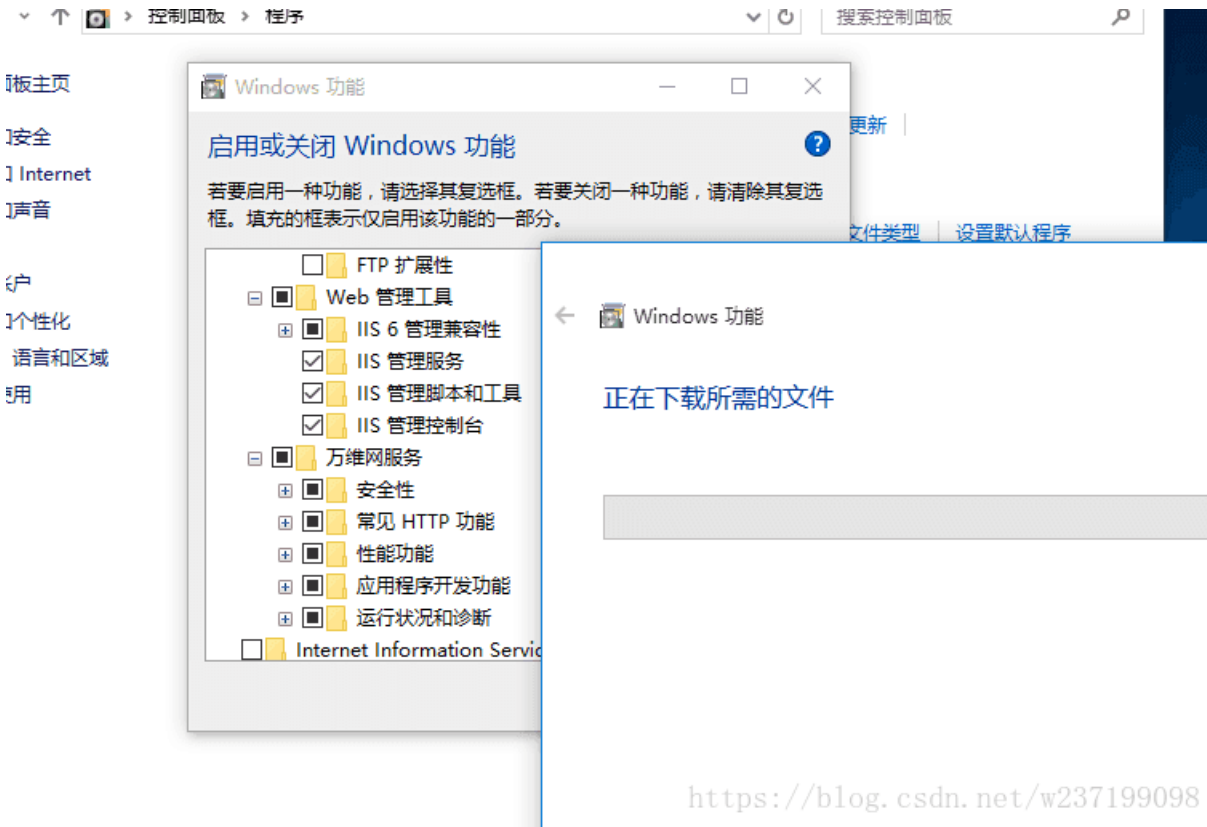 控制面板 › 程序
搜索控制面板
板主页
安全
Internet
声音
户
个性化
语言和区域
用
更新
文件类型
设置默认程序
Windows 功能
启用或关闭 Windows 功能
若要启用一种功能，请选择其复选框。若要关闭一种功能，请清除其复选
框。填充的框表示仅启用该功能的一部分。
FTP 扩展性
Web 管理工具
IIS 6 管理兼容性
IIS 管理服务
IIS 管理脚本和工具
IIS 管理控制台
万维网服务
安全性
常见 HTTP 功能
性能功能
应用程序开发功能
运行状况和诊断
Internet Information Servic
Windows 功能
正在下载所需的文件
https://blog.csdn.net/w237199098